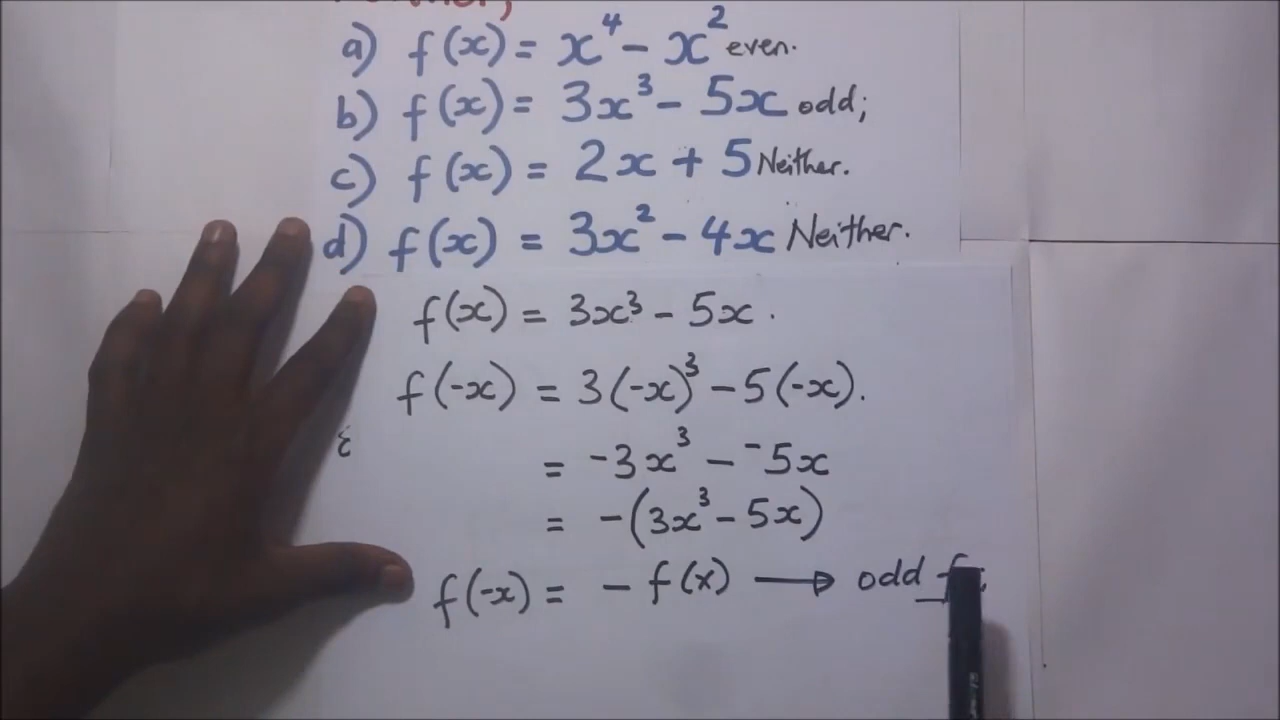 a) f(x) = x⁴ - x² even.
b) f(x) = 3x³ - 5x odd;
c) f(x) = 2x + 5 Neither.
d) f(x) = 3x² - 4x Neither.
f(x) = 3x³ - 5x.
f(-x) = 3(-x)³ - 5(-x).
= ⁻3x³ - ⁻5x
= -(3x³ - 5x)
f(-x) = - f(x) → odd